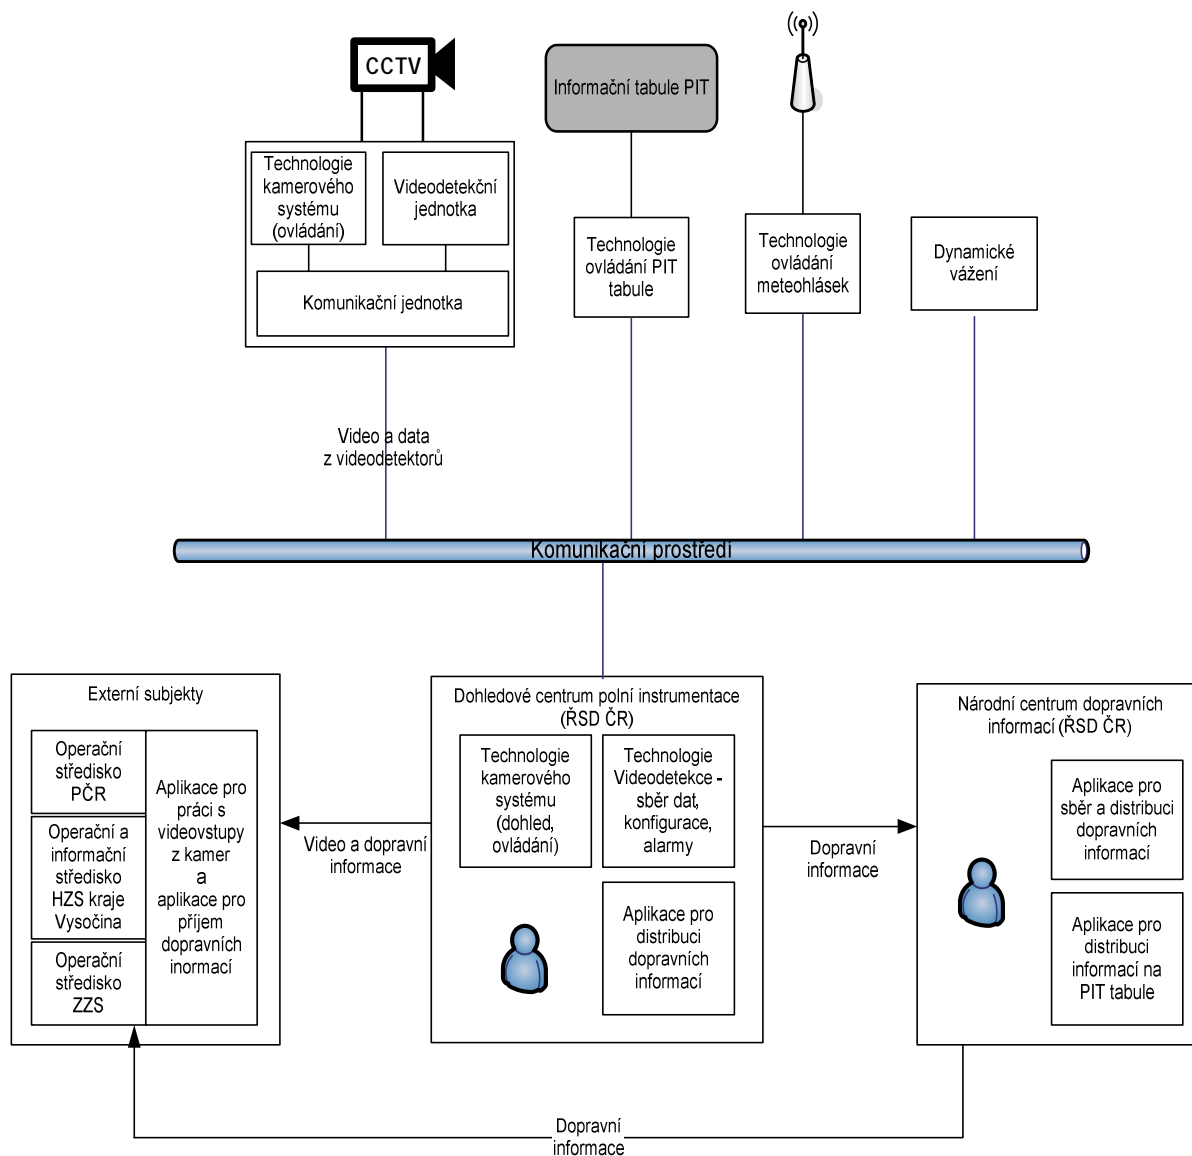 CCTV
Informační tabule PIT
Technologie
kamerového
systému
(ovládání)
Videodetekční
jednotka
Komunikační jednotka
Technologie
ovládání PIT
tabule
Technologie
ovládání
meteohlásek
Dynamické
vážení
Video a data
z videodetektorů
Komunikační prostředí
Externí subjekty
Operační
středisko
PČR
Operační a
informační
středisko
HZS kraje
Vysočina
Operační
středisko
ZZS
Aplikace pro
práci s
videovstupy
z kamer
a
aplikace pro
příjem
dopravních
inormací
Video a dopravní
informace
Dohledové centrum polní instrumentace
(ŘSD ČR)
Technologie
kamerového
systému
(dohled,
ovládání)
Technologie
Videodetekce -
sběr dat,
konfigurace,
alarmy
Aplikace pro
distribuci
dopravních
informací
Dopravní
informace
Národní centrum dopravních
informací (ŘSD ČR)
Aplikace pro
sběr a distribuci
dopravních
informací
Aplikace pro
distribuci
informací na
PIT tabule
Dopravní
informace